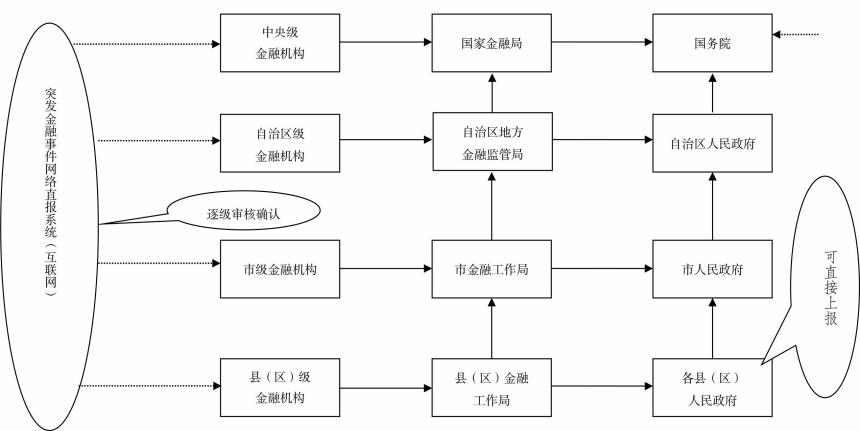 突发金融事件网络直报系统（互联网）
中央级
金融机构
国家金融局
国务院
自治区级
金融机构
自治区地方
金融监管局
自治区人民政府
逐级审核确认
市级金融机构
市金融工作局
市人民政府
可直接上报
县（区）级
金融机构
县（区）金融
工作局
各县（区）
人民政府